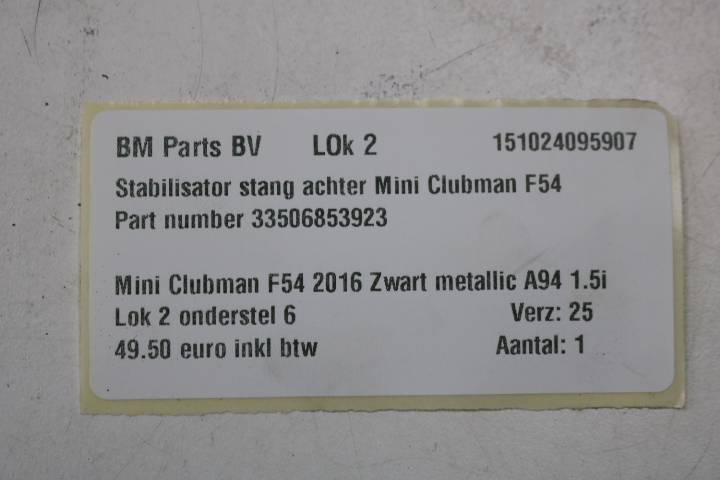 BM Parts BV LOk 2 151024095907
Stabilisator stang achter Mini Clubman F54
Part number 33506853923
Mini Clubman F54 2016 Zwart metallic A94 1.5i
Lok 2 onderstel 6 Verz: 25
49.50 euro inkl btw Aantal: 1